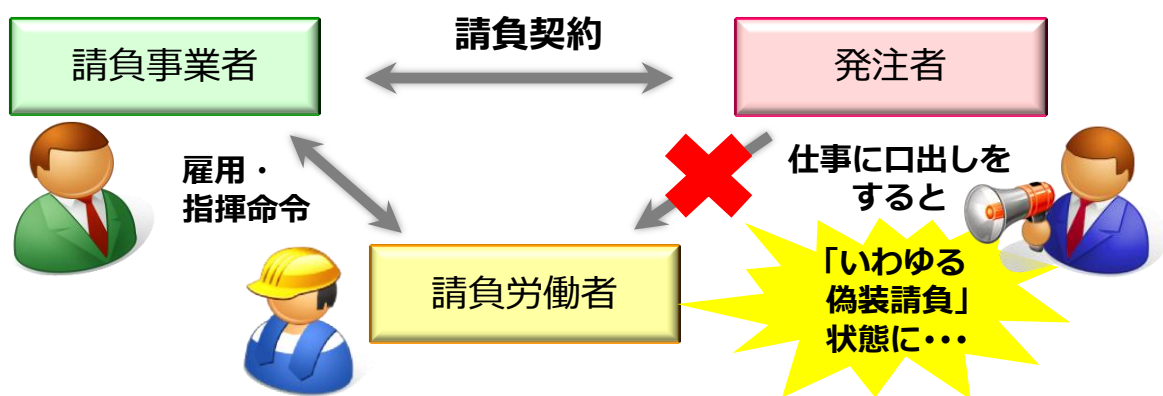 請負契約
請負事業者
発注者
雇用・
指揮命令
仕事に口出しを
すると
請負労働者
「いわゆる
偽装請負」
状態に・・・